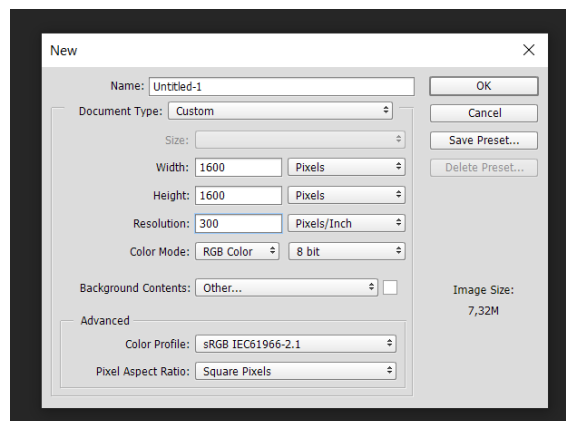 New
Name: Untitled-1
OK
Document Type: Custom
Cancel
Size:
Save Preset...
Width: 1600 Pixels
Delete Preset...
Height: 1600 Pixels
Resolution: 300 Pixels/Inch
Color Mode: RGB Color 8 bit
Background Contents: Other...
Image Size:
7,32M
Advanced
Color Profile: sRGB IEC61966-2.1
Pixel Aspect Ratio: Square Pixels